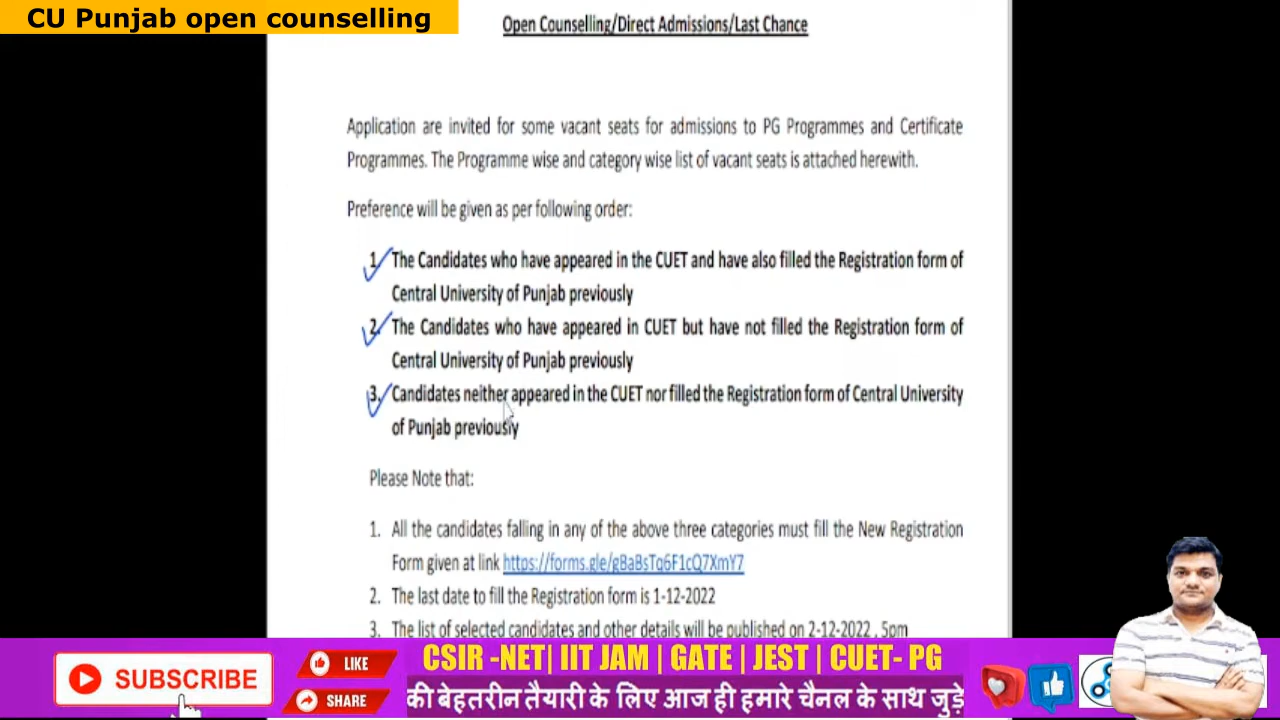 CU Punjab open counselling
Open Counselling/Direct Admissions/Last Chance
Application are invited for some vacant seats for admissions to PG Programmes and Certificate
Programmes. The Programme wise and category wise list of vacant seats is attached herewith.
Preference will be given as per following order:
1. The Candidates who have appeared in the CUET and have also filled the Registration form of
Central University of Punjab previously
2. The Candidates who have appeared in CUET but have not filled the Registration form of
Central University of Punjab previously
3. Candidates neither appeared in the CUET nor filled the Registration form of Central University
of Punjab previously
Please Note that:
1. All the candidates falling in any of the above three categories must fill the New Registration
Form given at link https://forms.gle/gBaBsTq6F1cQ7XmY7
2. The last date to fill the Registration form is 1-12-2022
3. The list of selected candidates and other details will be published on 2-12-2022 , 5pm
SUBSCRIBE
LIKE
SHARE
CSIR -NET| IIT JAM | GATE | JEST | CUET- PG
की बेहतरीन तैयारी के लिए आज ही हमारे चैनल के साथ जुड़े